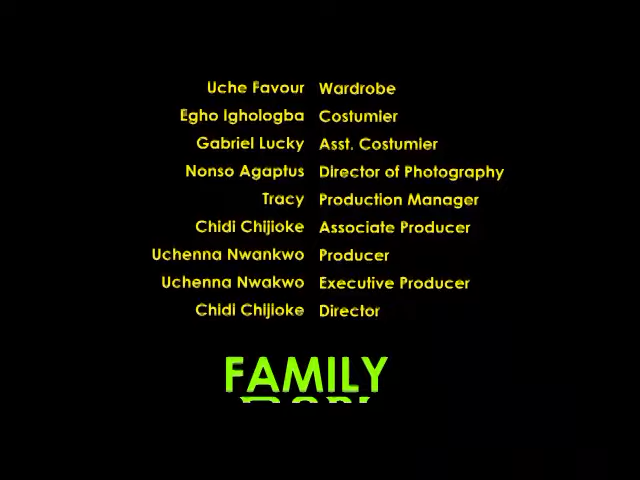 Uche Favour Wardrobe
Egho Ighologba Costumier
Gabriel Lucky Asst. Costumier
Nonso Agaptus Director of Photography
Tracy Production Manager
Chidi Chijioke Associate Producer
Uchenna Nwankwo Producer
Uchenna Nwakwo Executive Producer
Chidi Chijioke Director
FAMILY